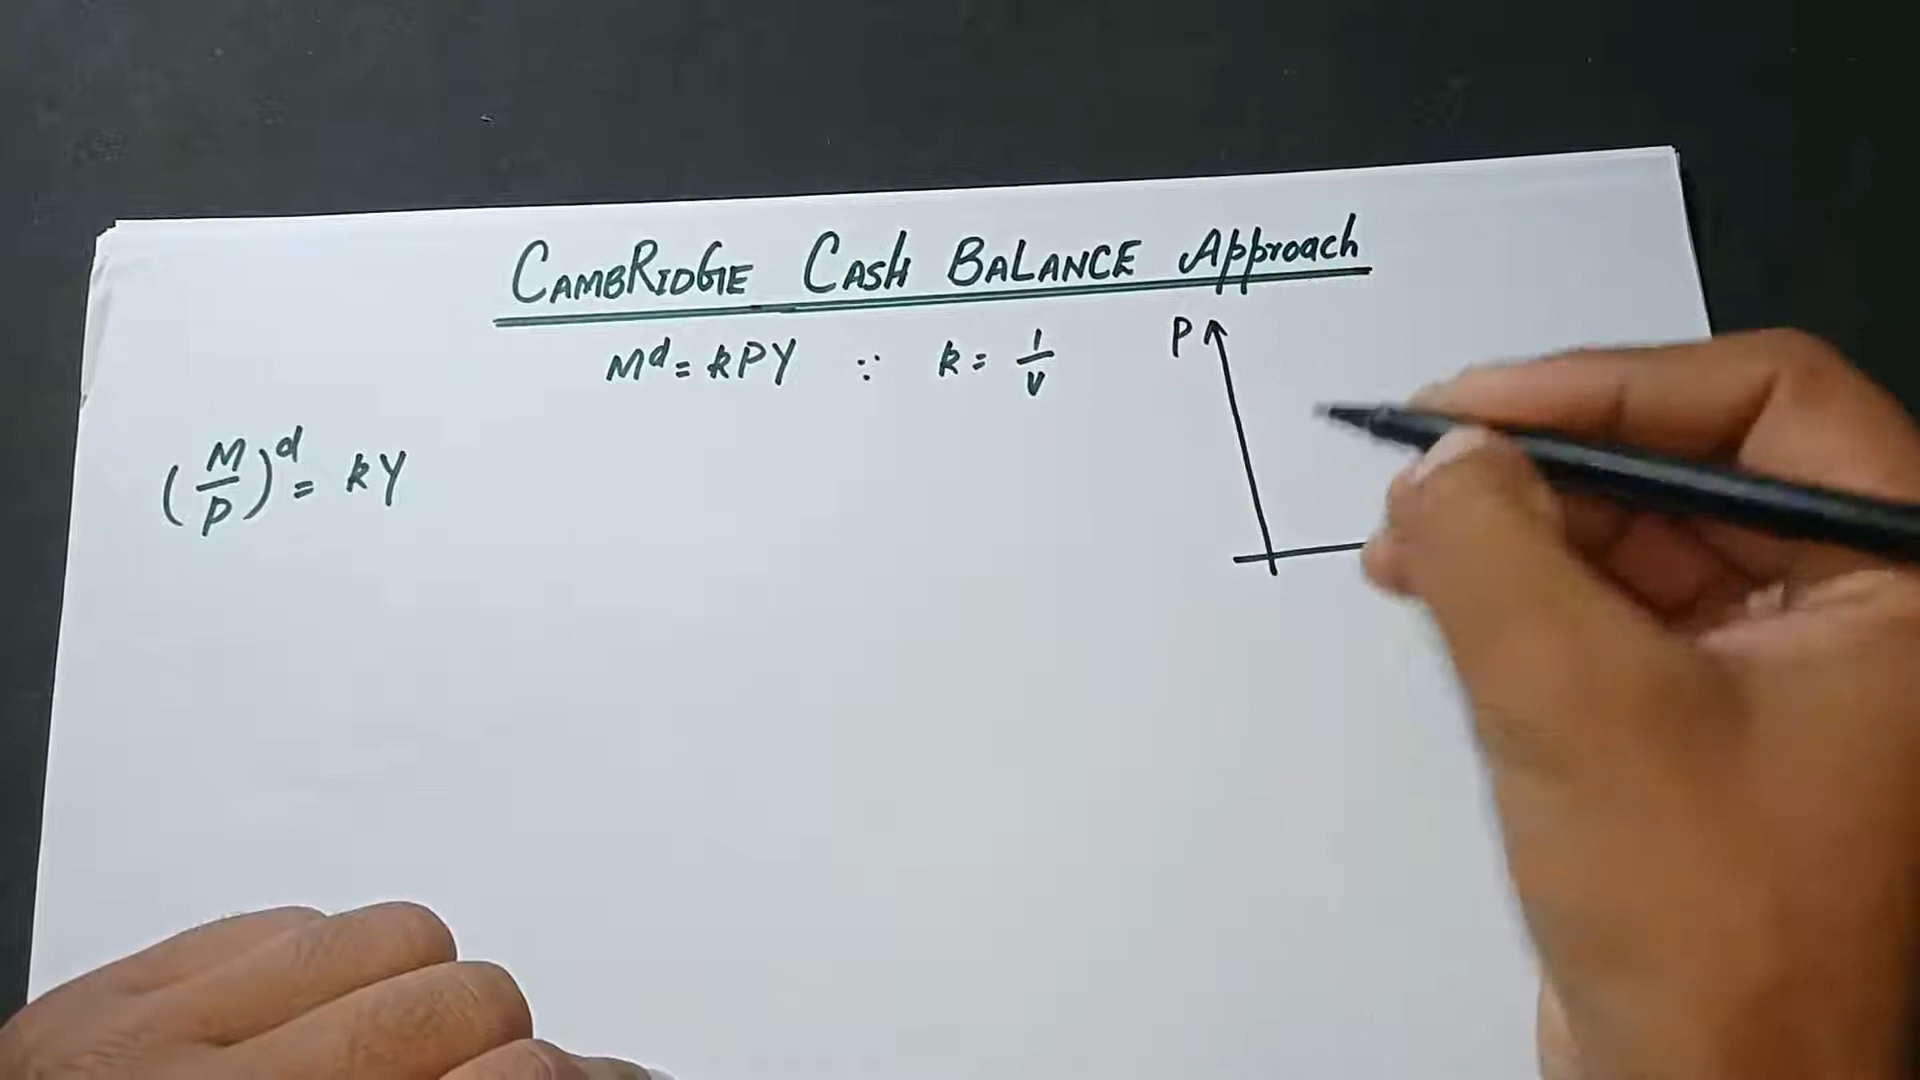 CAMBRIDGE CASH BALANCE Approach
Mᵈ = kPY ∵ k = 1/v
P
(M/P)ᵈ = kY